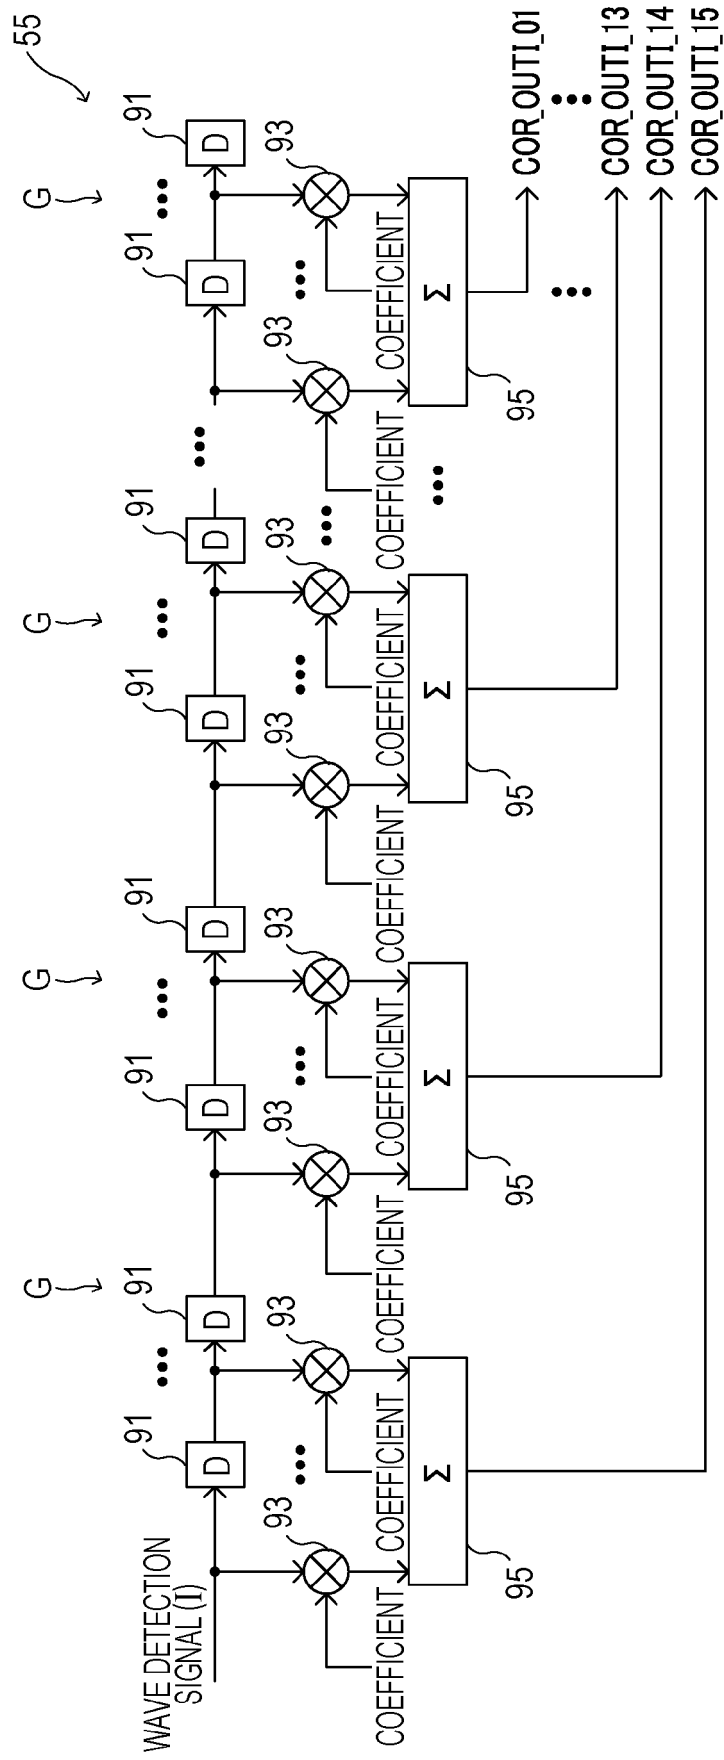 55
G
G
G
G
91
91
91
91
91
91
91
91
WAVE DETECTION
SIGNAL (I)
D
D
D
D
D
D
D
D
93
93
93
93
93
93
93
93
COEFFICIENT
COEFFICIENT
COEFFICIENT
COEFFICIENT
COEFFICIENT
COEFFICIENT
COEFFICIENT
COEFFICIENT
Σ
Σ
Σ
Σ
95
95
95
95
COR_OUTI_01
COR_OUTI_13
COR_OUTI_14
COR_OUTI_15